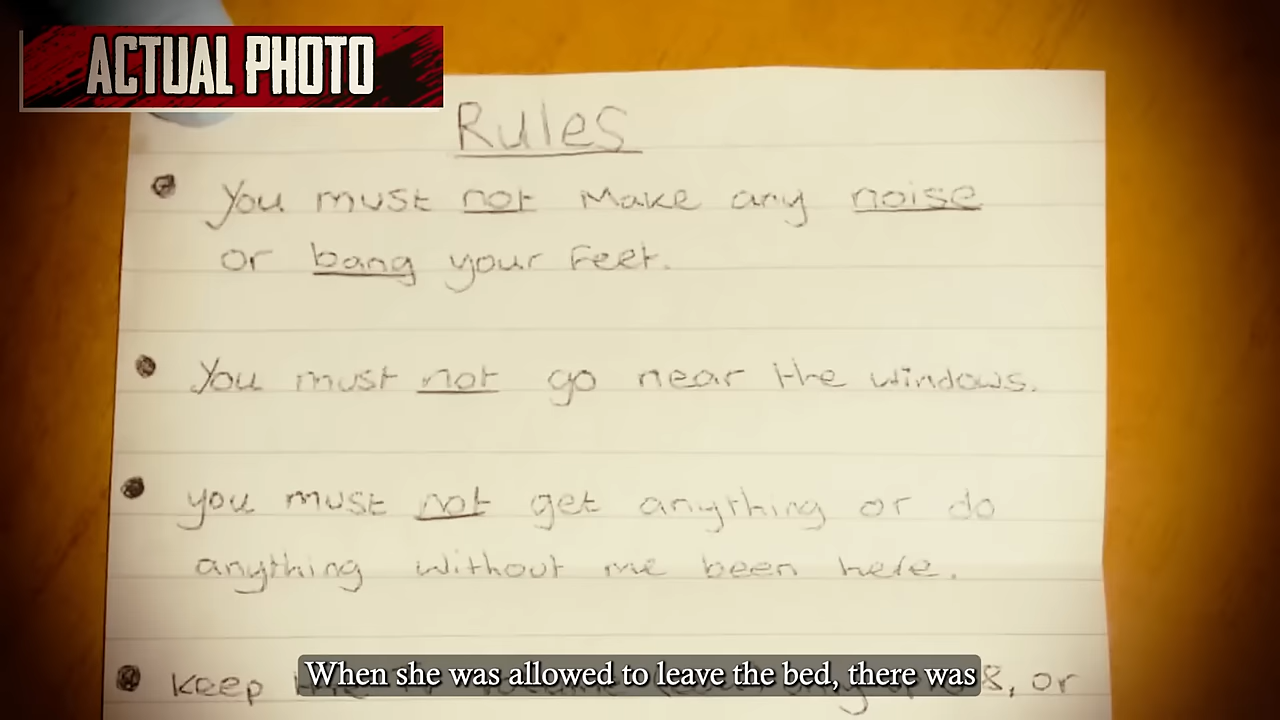 ACTUAL PHOTO
Rules
You must not Make any noise
or bang your Feet.
You must not go near the windows.
you must not get anything or do
anything without me been here.
keep 8, or
When she was allowed to leave the bed, there was